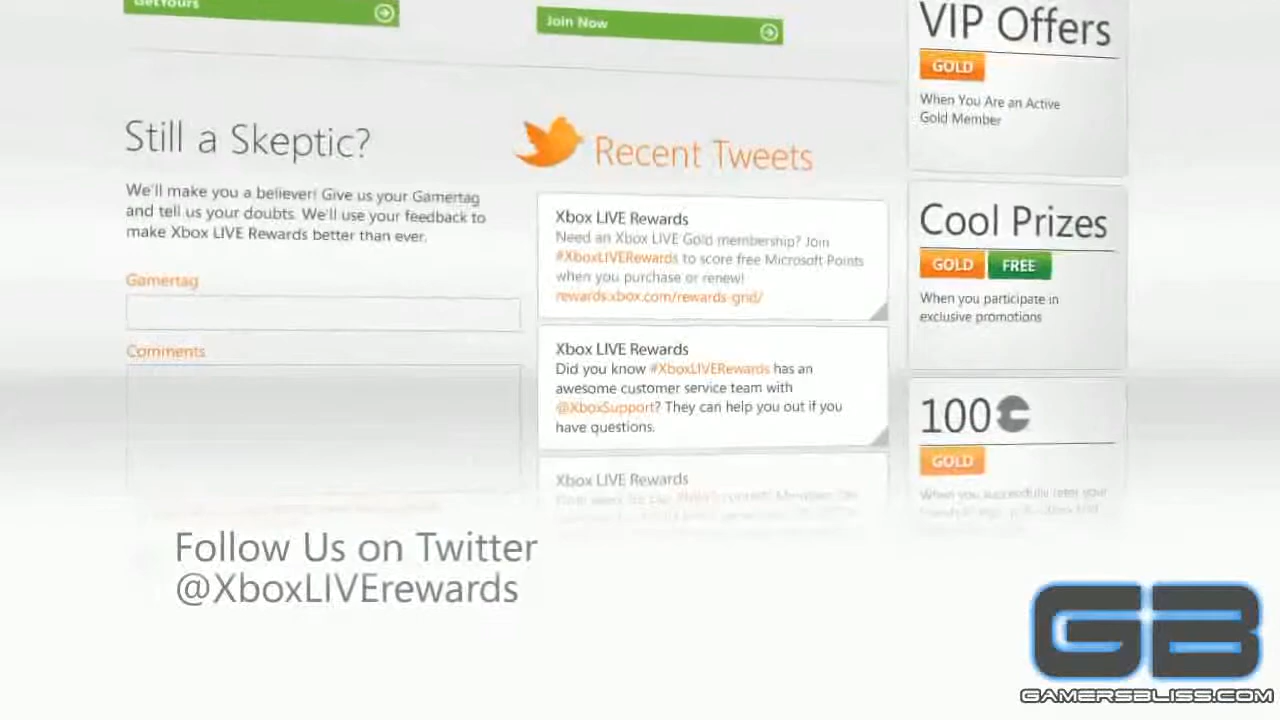 GetYours
Join Now
Still a Skeptic?
We'll make you a believer! Give us your Gamertag
and tell us your doubts. We'll use your feedback to
make Xbox LIVE Rewards better than ever.
Gamertag
Comments
Recent Tweets
Xbox LIVE Rewards
Need an Xbox LIVE Gold membership? Join
#XboxLIVERewards to score free Microsoft Points
when you purchase or renew!
rewards.xbox.com/rewards-grid/
Xbox LIVE Rewards
Did you know #XboxLIVERewards has an
awesome customer service team with
@XboxSupport? They can help you out if you
have questions.
Xbox LIVE Rewards
VIP Offers
GOLD
When You Are an Active
Gold Member
Cool Prizes
GOLD FREE
When you participate in
exclusive promotions
100
GOLD
When you successfully refer your
Follow Us on Twitter
@XboxLIVErewards
GB
GAMERSBLISS.COM